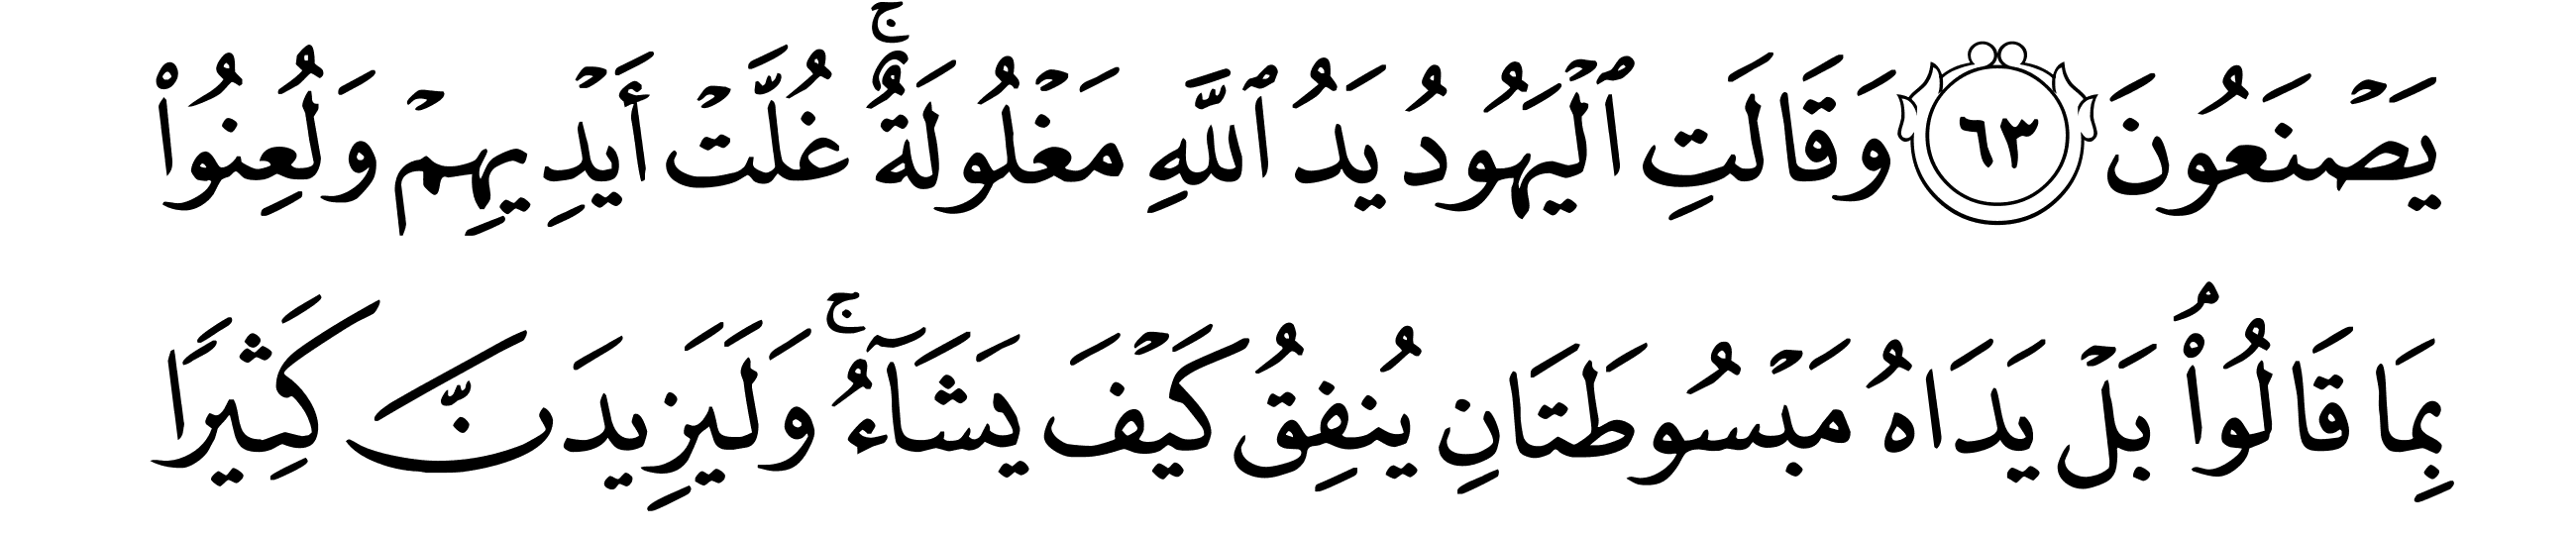 يَصْنَعُونَ ٦٣ وَقَالَتِ ٱلْيَهُودُ يَدُ ٱللَّهِ مَغْلُولَةٌ ۚ غُلَّتْ أَيْدِيهِمْ وَلُعِنُوا۟
بِمَا قَالُوا۟ ۘ بَلْ يَدَاهُ مَبْسُوطَتَانِ يُنفِقُ كَيْفَ يَشَآءُ ۚ وَلَيَزِيدَنَّ كَثِيرًا